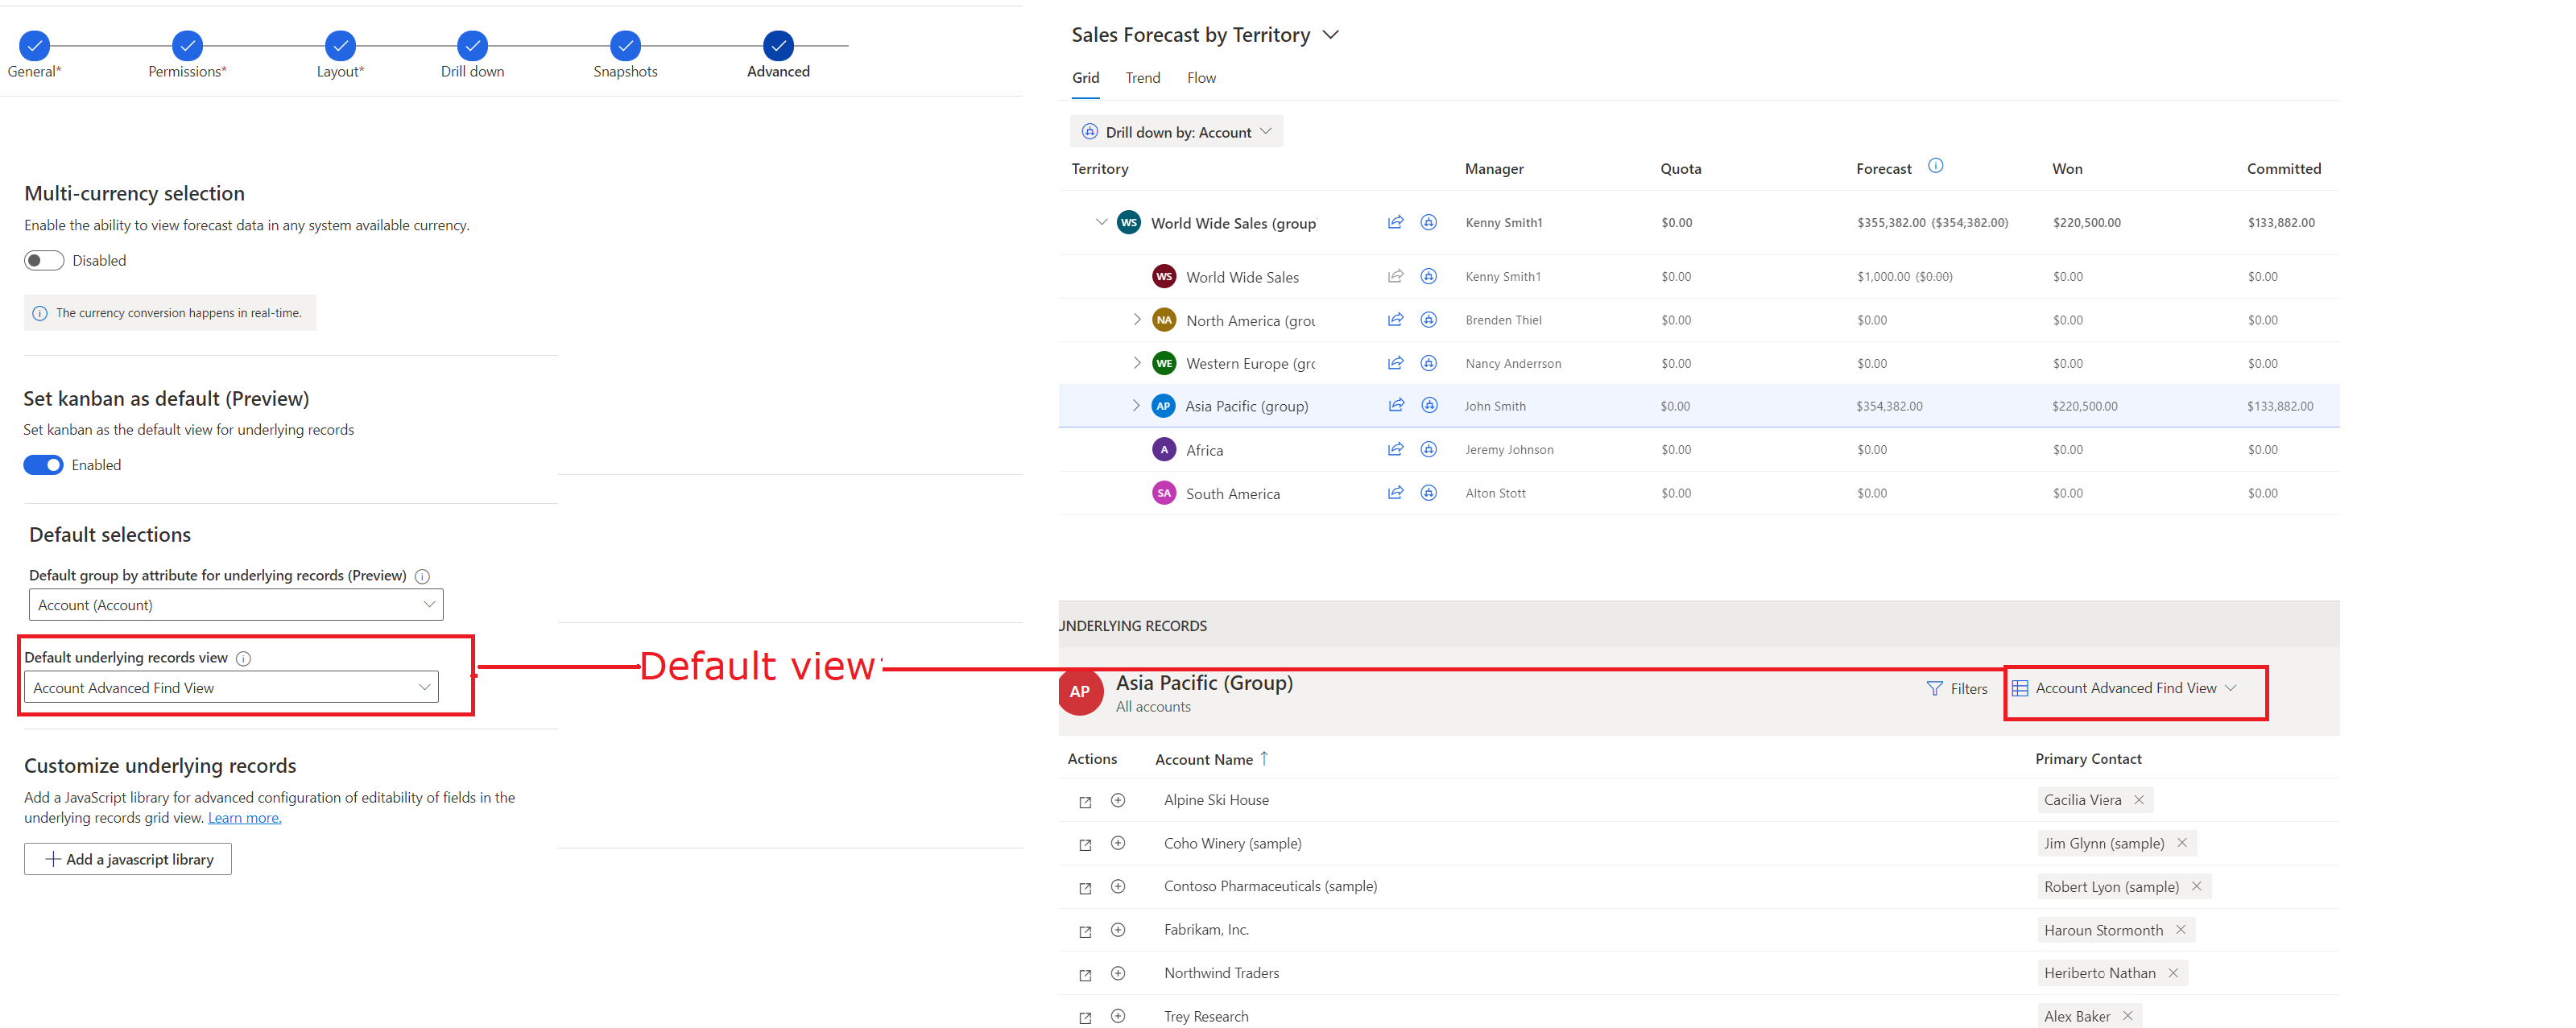 General*
Permissions*
Layout*
Drill down
Snapshots
Advanced
Multi-currency selection
Enable the ability to view forecast data in any system available currency.
Disabled
The currency conversion happens in real-time.
Set kanban as default (Preview)
Set kanban as the default view for underlying records
Enabled
Default selections
Default group by attribute for underlying records (Preview)
Account (Account)
Default underlying records view
Account Advanced Find View
Customize underlying records
Add a JavaScript library for advanced configuration of editability of fields in the
underlying records grid view. Learn more.
Add a javascript library
Default view
Sales Forecast by Territory
Grid Trend Flow
Drill down by: Account
Territory Manager Quota Forecast Won Committed
WS World Wide Sales (group) Kenny Smith1 $0.00 $355,382.00 ($354,382.00) $220,500.00 $133,882.00
WS World Wide Sales Kenny Smith1 $0.00 $1,000.00 ($0.00) $0.00 $0.00
NA North America (grou Brenden Thiel $0.00 $0.00 $0.00 $0.00
WE Western Europe (gro Nancy Anderrson $0.00 $0.00 $0.00 $0.00
AP Asia Pacific (group) John Smith $0.00 $354,382.00 $220,500.00 $133,882.00
A Africa Jeremy Johnson $0.00 $0.00 $0.00 $0.00
SA South America Alton Stott $0.00 $0.00 $0.00 $0.00
UNDERLYING RECORDS
AP Asia Pacific (Group)
All accounts
Filters Account Advanced Find View
Actions Account Name Primary Contact
Alpine Ski House Cacilia Viera
Coho Winery (sample) Jim Glynn (sample)
Contoso Pharmaceuticals (sample) Robert Lyon (sample)
Fabrikam, Inc. Haroun Stormonth
Northwind Traders Heriberto Nathan
Trey Research Alex Baker